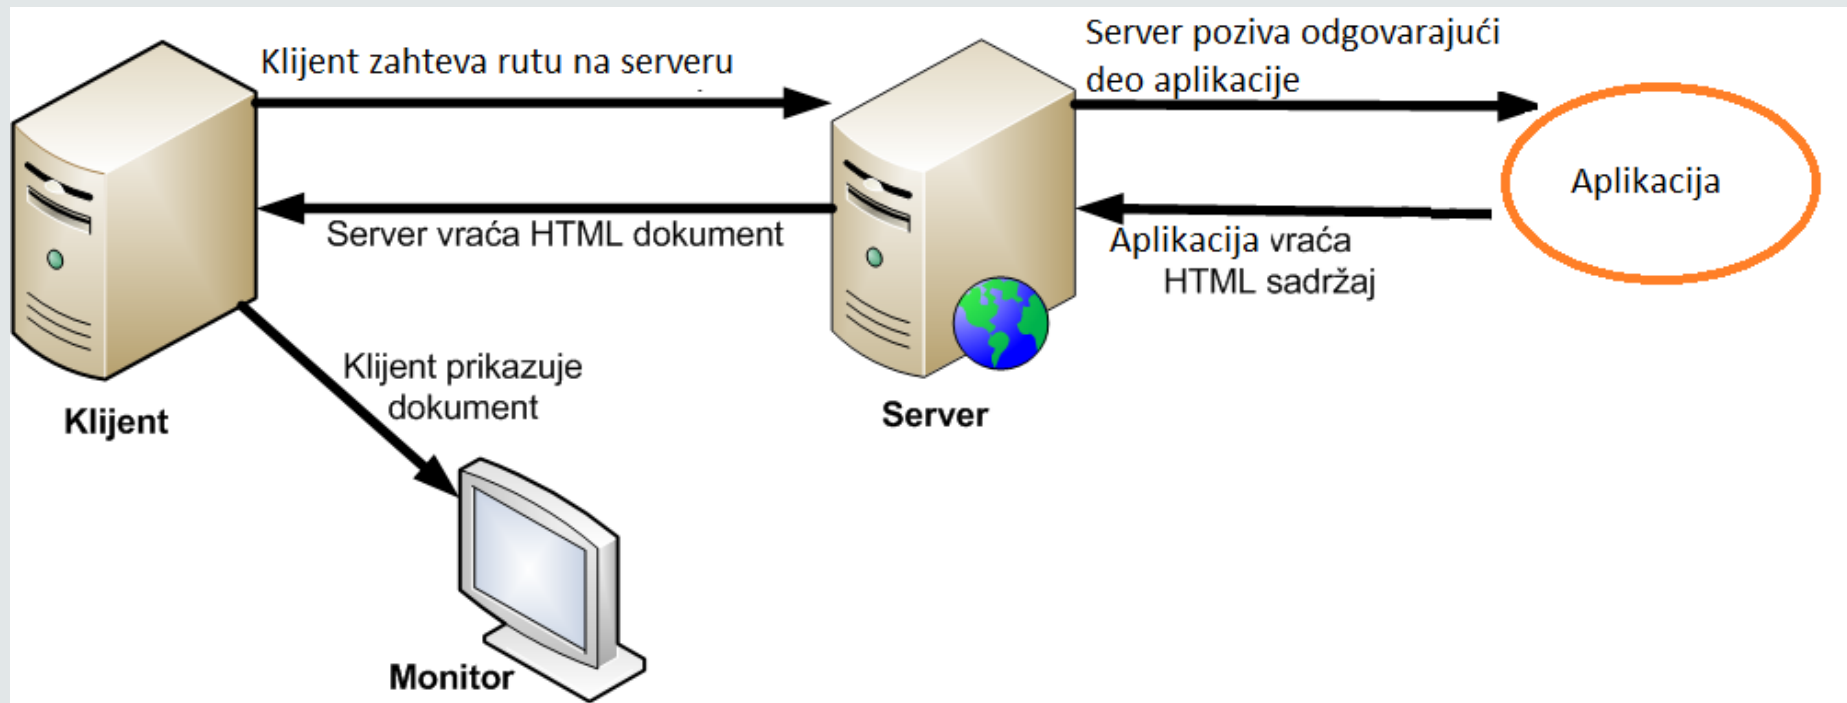 Klijent zahteva rutu na serveru
Server poziva odgovarajući
deo aplikacije
Aplikacija
Server vraća HTML dokument
Aplikacija vraća
HTML sadržaj
Klijent prikazuje
dokument
Klijent
Server
Monitor